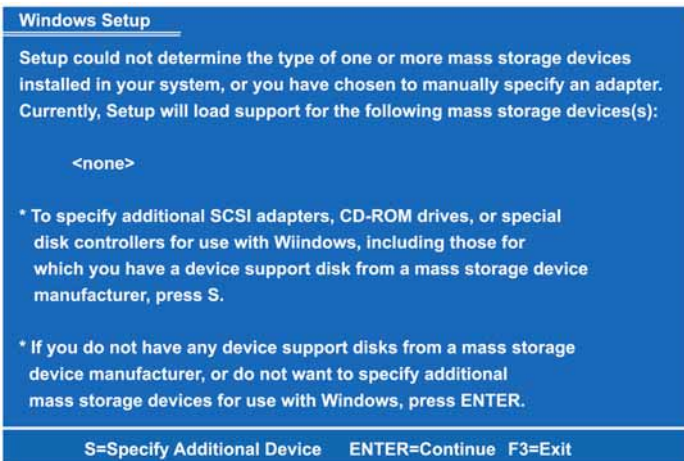 Windows Setup
Setup could not determine the type of one or more mass storage devices
installed in your system, or you have chosen to manually specify an adapter.
Currently, Setup will load support for the following mass storage devices(s):
<none>
* To specify additional SCSI adapters, CD-ROM drives, or special
disk controllers for use with Wiindows, including those for
which you have a device support disk from a mass storage device
manufacturer, press S.
* If you do not have any device support disks from a mass storage
device manufacturer, or do not want to specify additional
mass storage devices for use with Windows, press ENTER.
S=Specify Additional Device ENTER=Continue F3=Exit